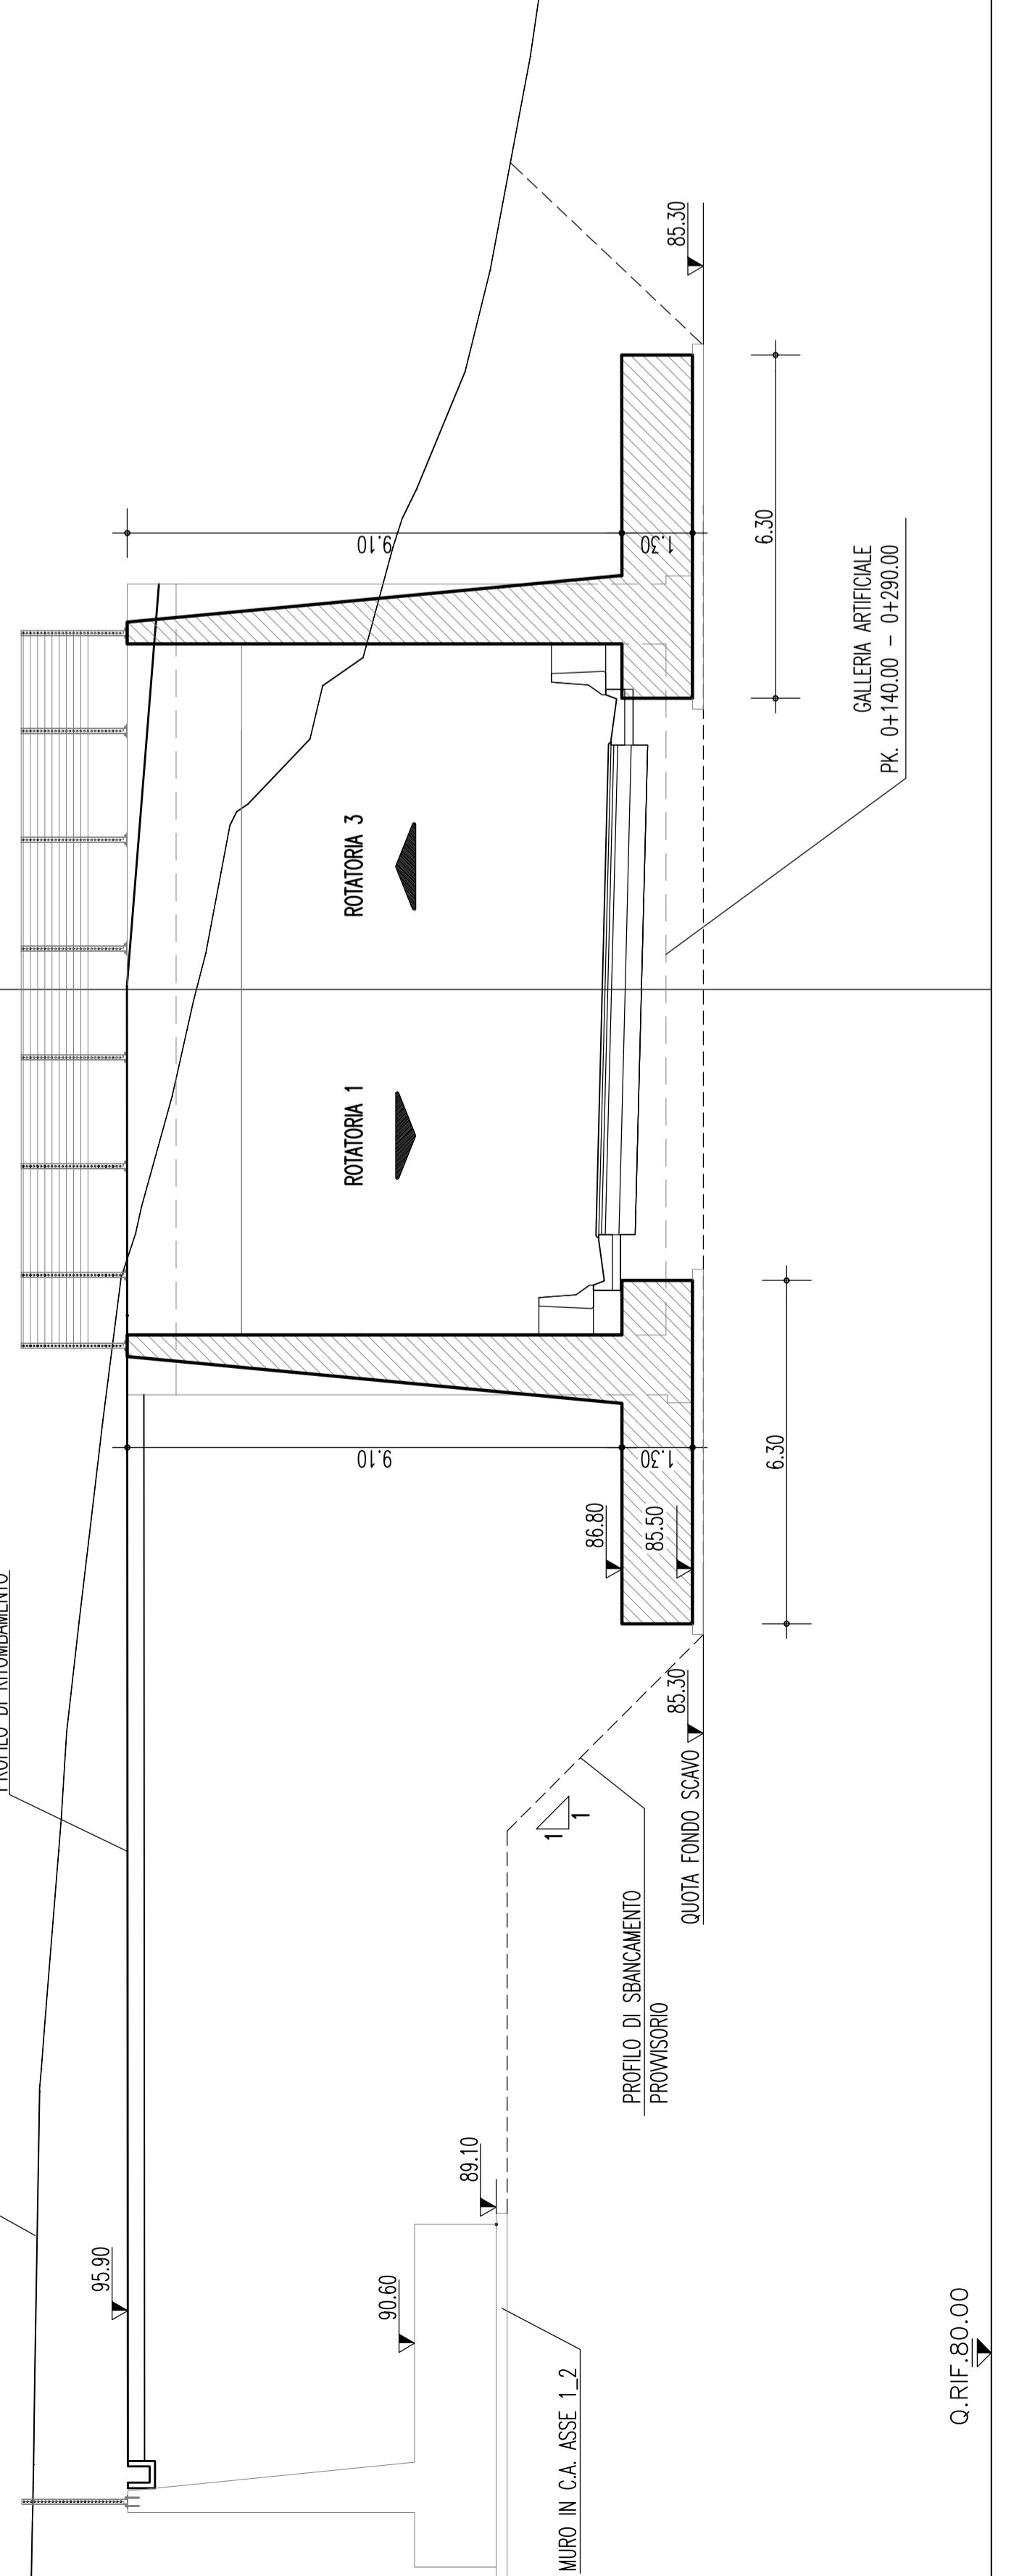 PROFILO DI RITOMBAMENTO
95.90
90.60
89.10
MURO IN C.A. ASSE 1_2
Q.RIF.80.00
PROFILO DI SBANCAMENTO
PROVVISORIO
1
1
QUOTA FONDO SCAVO
85.30
86.80
85.50
9.10
1.30
6.30
ROTATORIA 1
ROTATORIA 3
9.10
1.30
6.30
GALLERIA ARTIFICIALE
PK. 0+140.00 - 0+290.00
85.30